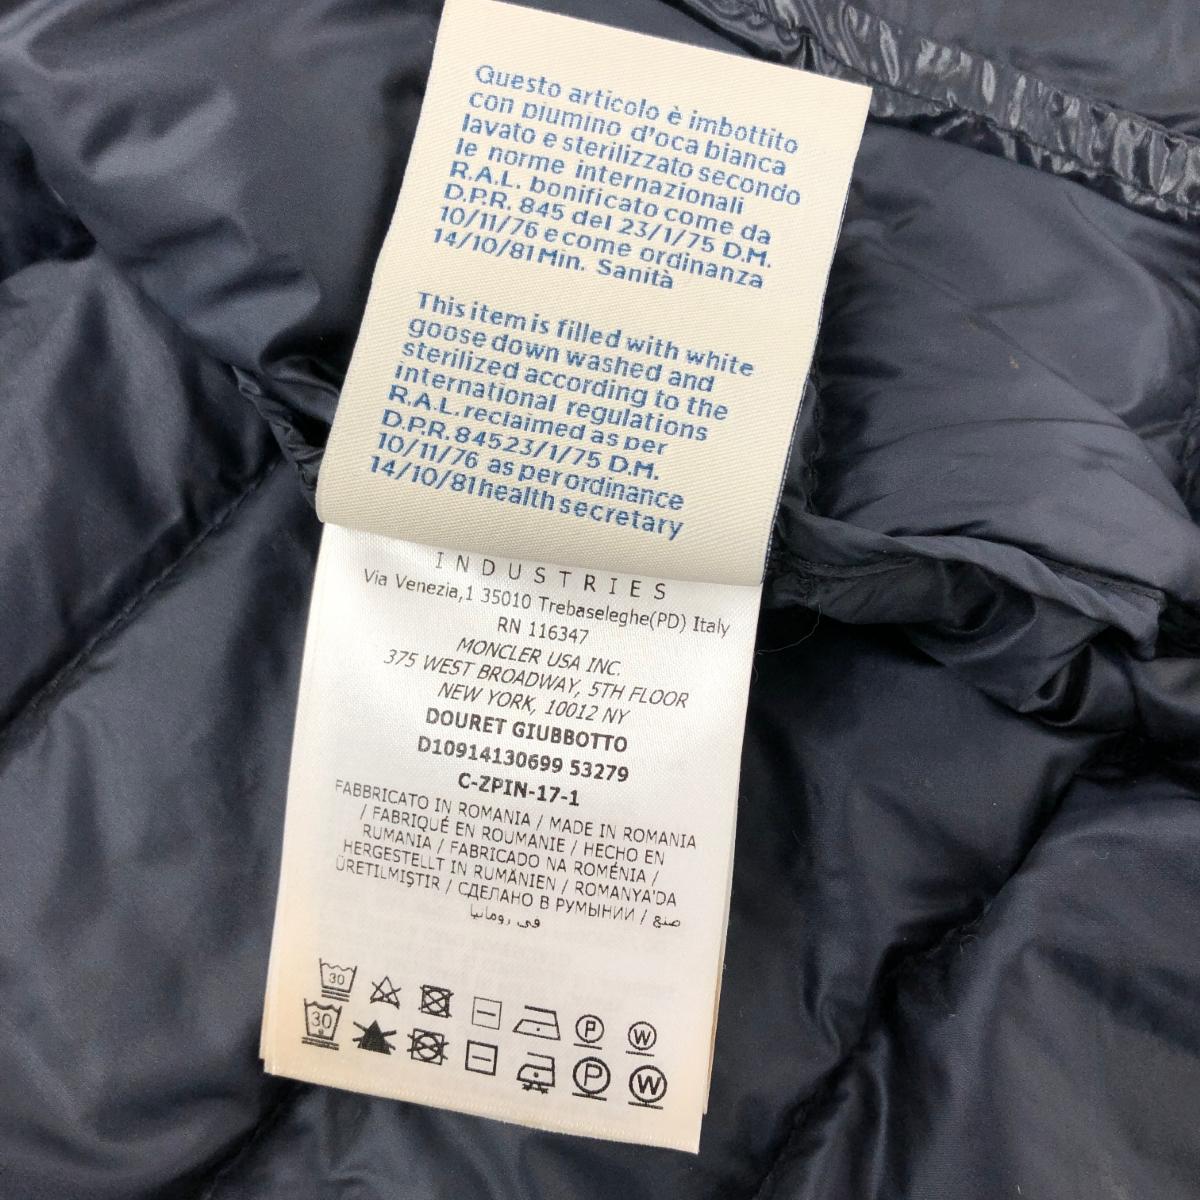 Questo articolo è imbottito
con piumino d'oca bianca
lavato e sterilizzato secondo
le norme internazionali
R.A.L. bonificato come da
D.P.R. 845 del 23/1/75 D.M.
10/11/76 e come ordinanza
14/10/81 Min. Sanità
This item is filled with white
goose down washed and
sterilized according to the
international regulations
R.A.L. reclaimed as per
D.P.R. 845 23/1/75 D.M.
10/11/76 as per ordinance
14/10/81 health secretary
INDUSTRIES
Via Venezia,1 35010 Trebaseleghe(PD) Italy
RN 116347
MONCLER USA INC.
375 WEST BROADWAY, 5TH FLOOR
NEW YORK, 10012 NY
DOURET GIUBBOTTO
D10914130699 53279
C-ZPIN-17-1
FABBRICATO IN ROMANIA / MADE IN ROMANIA
/ FABRIQUÉ EN ROUMANIE / HECHO EN
RUMANIA / FABRICADO NA ROMÉNIA /
HERGESTELLT IN RUMÄNIEN / ROMANYA'DA
ÜRETILMIŞTIR / СДЕЛАНО В РУМЫНИИ / صنع
في رومانيا
30 P W
30 P W